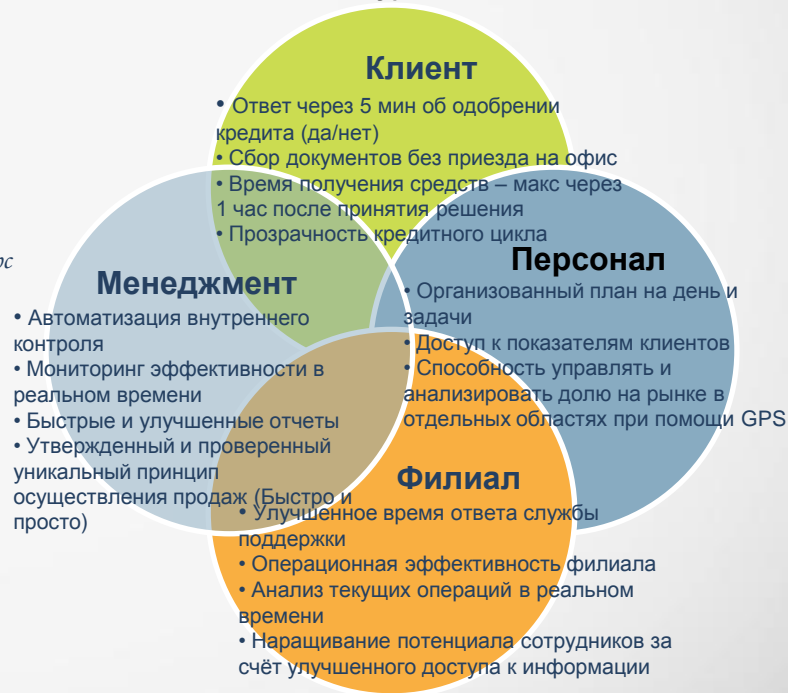 Клиент
• Ответ через 5 мин об одобрении
кредита (да/нет)
• Сбор документов без приезда на офис
• Время получения средств – макс через
1 час после принятия решения
• Прозрачность кредитного цикла
Менеджмент
• Автоматизация внутреннего
контроля
• Мониторинг эффективности в
реальном времени
• Быстрые и улучшенные отчеты
• Утвержденный и проверенный
уникальный принцип
осуществления продаж (Быстро и
просто)
Персонал
• Организованный план на день и
задачи
• Доступ к показателям клиентов
• Способность управлять и
анализировать долю на рынке в
отдельных областях при помощи GPS
Филиал
• Улучшенное время ответа службы
поддержки
• Операционная эффективность филиала
• Анализ текущих операций в реальном
времени
• Наращивание потенциала сотрудников за
счёт улучшенного доступа к информации